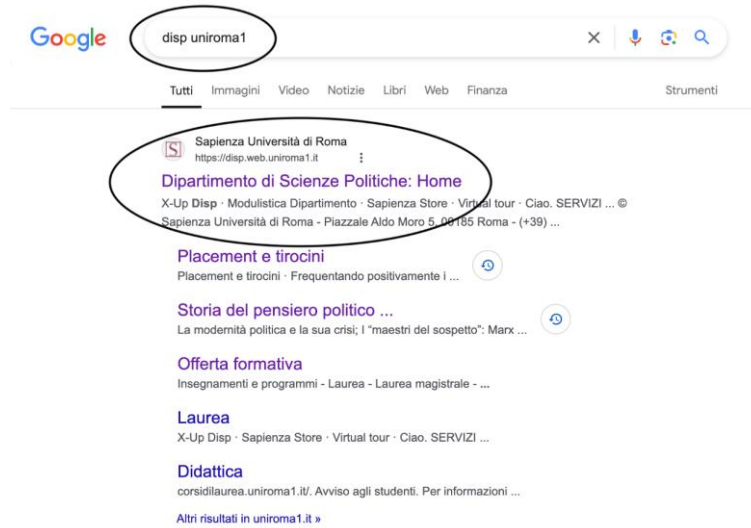 Google disp uniroma1
Tutti Immagini Video Notizie Libri Web Finanza Strumenti
S Sapienza Università di Roma
https://disp.web.uniroma1.it
Dipartimento di Scienze Politiche: Home
X-Up Disp · Modulistica Dipartimento · Sapienza Store · Virtual tour · Ciao. SERVIZI ... ©
Sapienza Università di Roma - Piazzale Aldo Moro 5, 00185 Roma - (+39) ...
Placement e tirocini
Placement e tirocini · Frequentando positivamente i ...
Storia del pensiero politico ...
La modernità politica e la sua crisi; I “maestri del sospetto”: Marx ...
Offerta formativa
Insegnamenti e programmi - Laurea - Laurea magistrale - ...
Laurea
X-Up Disp · Sapienza Store · Virtual tour · Ciao. SERVIZI ...
Didattica
corsidilaurea.uniroma1.it/. Avviso agli studenti. Per informazioni ...
Altri risultati in uniroma1.it »